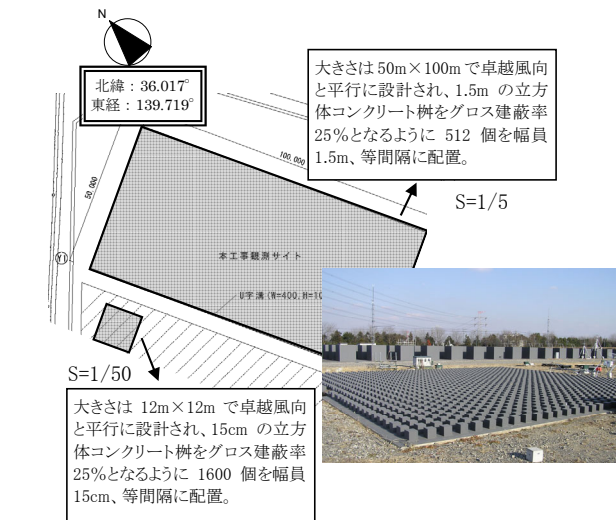 N
北緯：36.017°
東経：139.719°
大きさは50m×100mで卓越風向
と平行に設計され、1.5m の立方
体コンクリート桝をグロス建蔽率
25%となるように 512 個を幅員
1.5m、等間隔に配置。
S=1/5
100,000
50,000
本工事観測サイト
U字溝(W=400,H=10
S=1/50
大きさは 12m×12m で卓越風向
と平行に設計され、15cm の立方
体コンクリート桝をグロス建蔽率
25%となるように 1600 個を幅員
15cm、等間隔に配置。